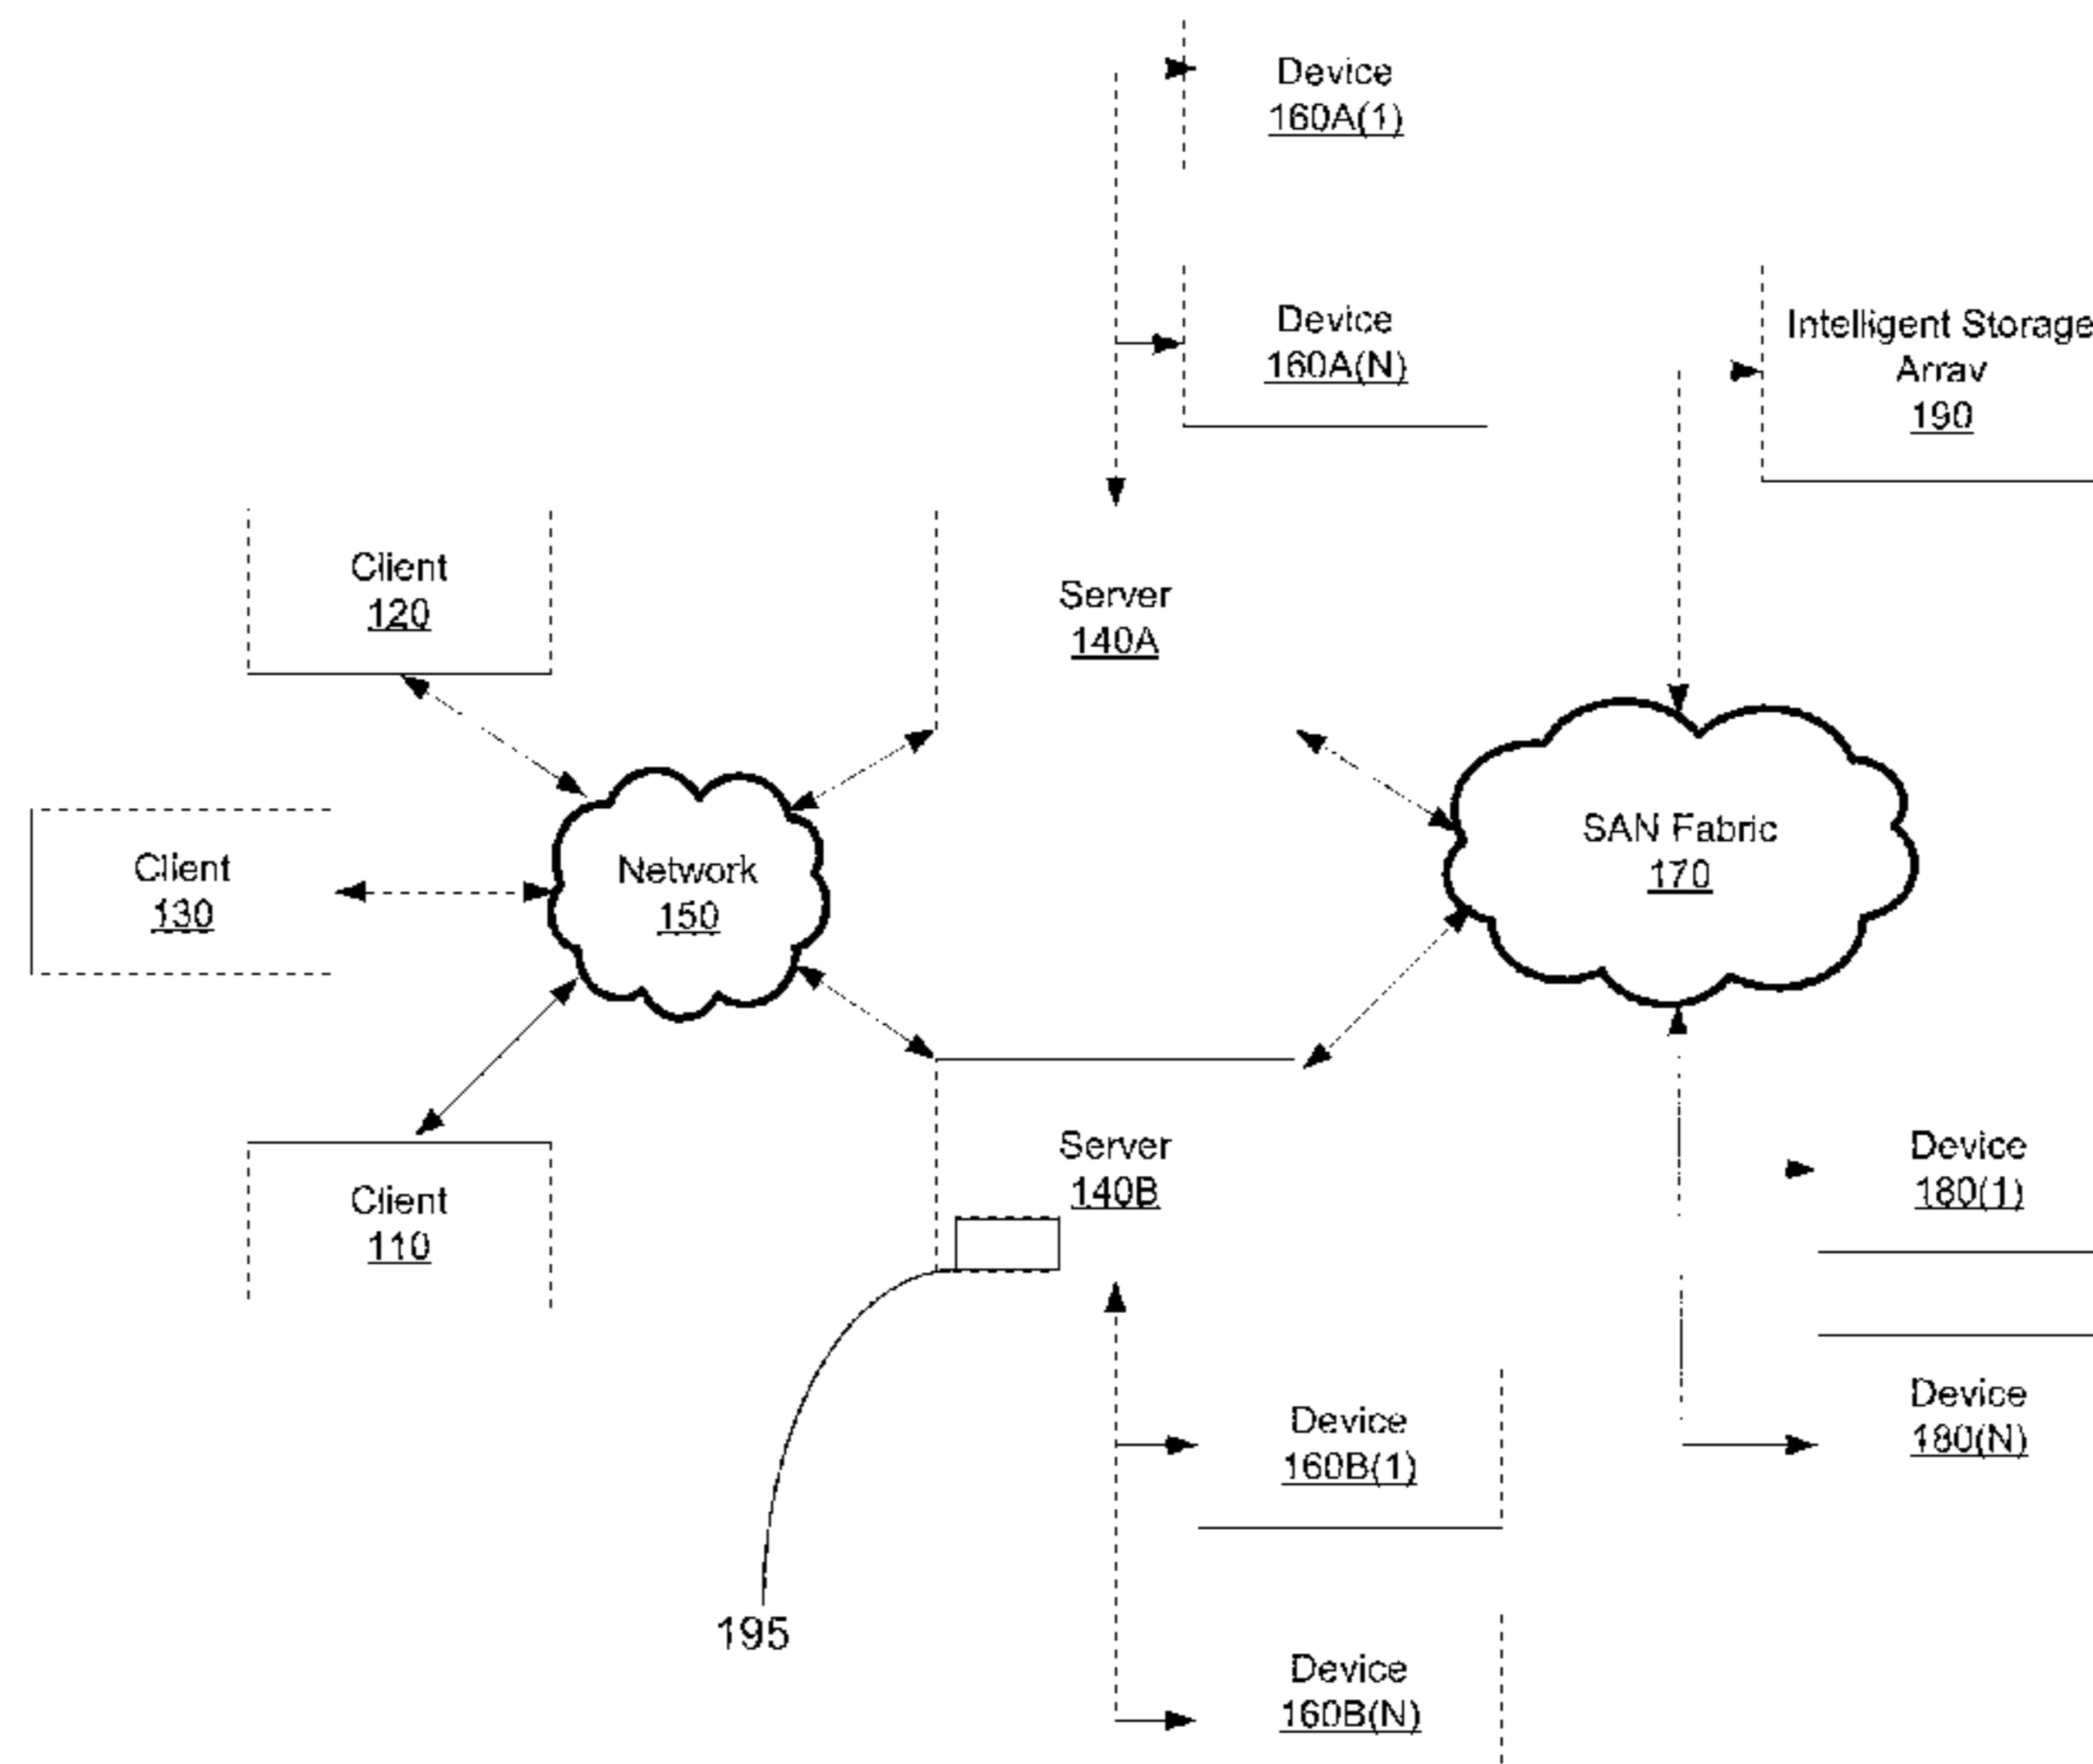 Device
160A(1)
Device
160A(N)
Intelligent Storage
Array
190
Client
120
Server
140A
Client
130
Network
150
SAN Fabric
170
Client
110
Server
140B
Device
180(1)
Device
180(N)
Device
160B(1)
195
Device
160B(N)